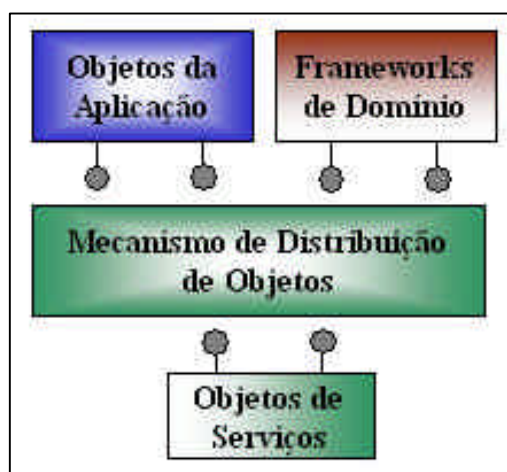 Objetos da
Aplicação
Frameworks
de Domínio
Mecanismo de Distribuição
de Objetos
Objetos de
Serviços